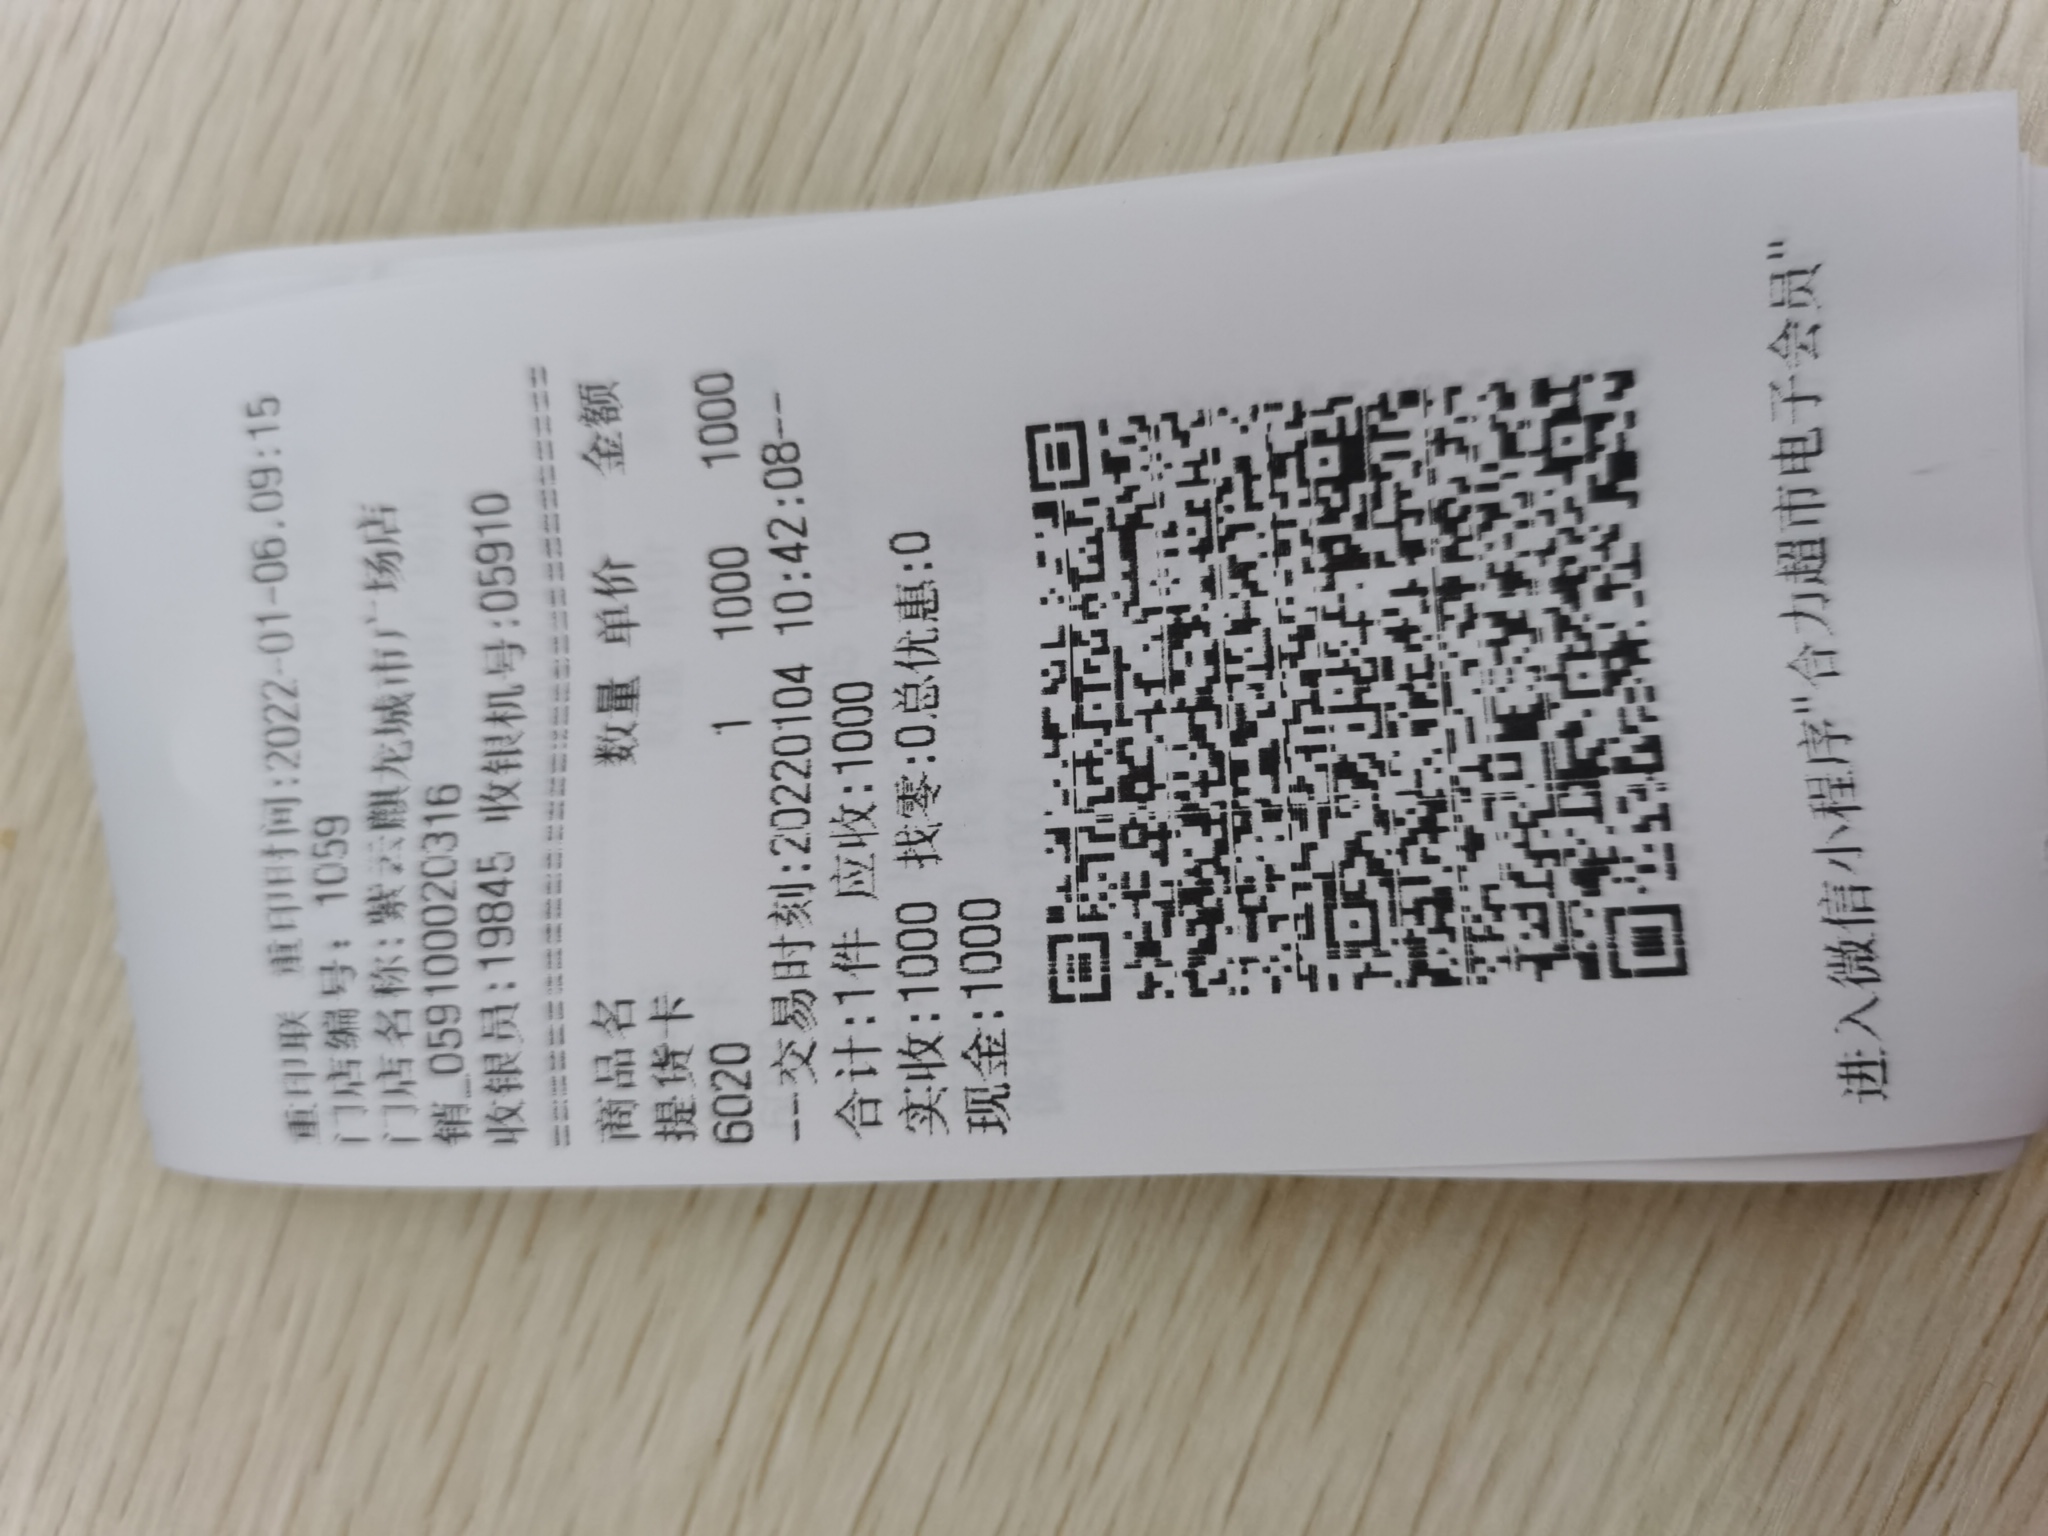 重印联 重印时间:2022-01-06.09:15
门店编号: 1059
门店名称:紫云麒龙城市广场店
销_0591000020316
收银员:19845 收银机号:05910
================================
商品名 数量 单价 金额
提货卡
6020 1 1000 1000
---交易时刻:20220104 10:42:08--
合计:1件 应收:1000
实收:1000 找零:0总优惠:0
现金:1000
进入微信小程序"合力超市电子会员"